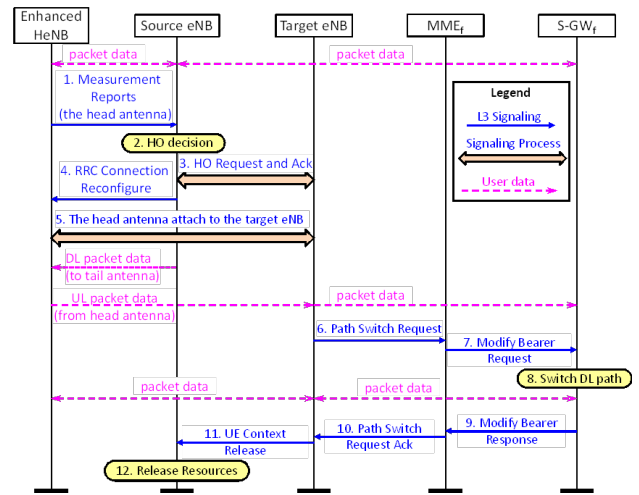 Enhanced
HeNB
Source eNB
Target eNB
MMEf
S-GWf
packet data
packet data
1. Measurement
Reports
(the head antenna)
Legend
L3 Signaling
Signaling Process
User data
2. HO decision
3. HO Request and Ack
4. RRC Connection
Reconfigure
5. The head antenna attach to the target eNB
DL packet data
(to tail antenna)
UL packet data
(from head antenna)
packet data
6. Path Switch Request
7. Modify Bearer
Request
8. Switch DL path
packet data
packet data
9. Modify Bearer
Response
10. Path Switch
Request Ack
11. UE Context
Release
12. Release Resources